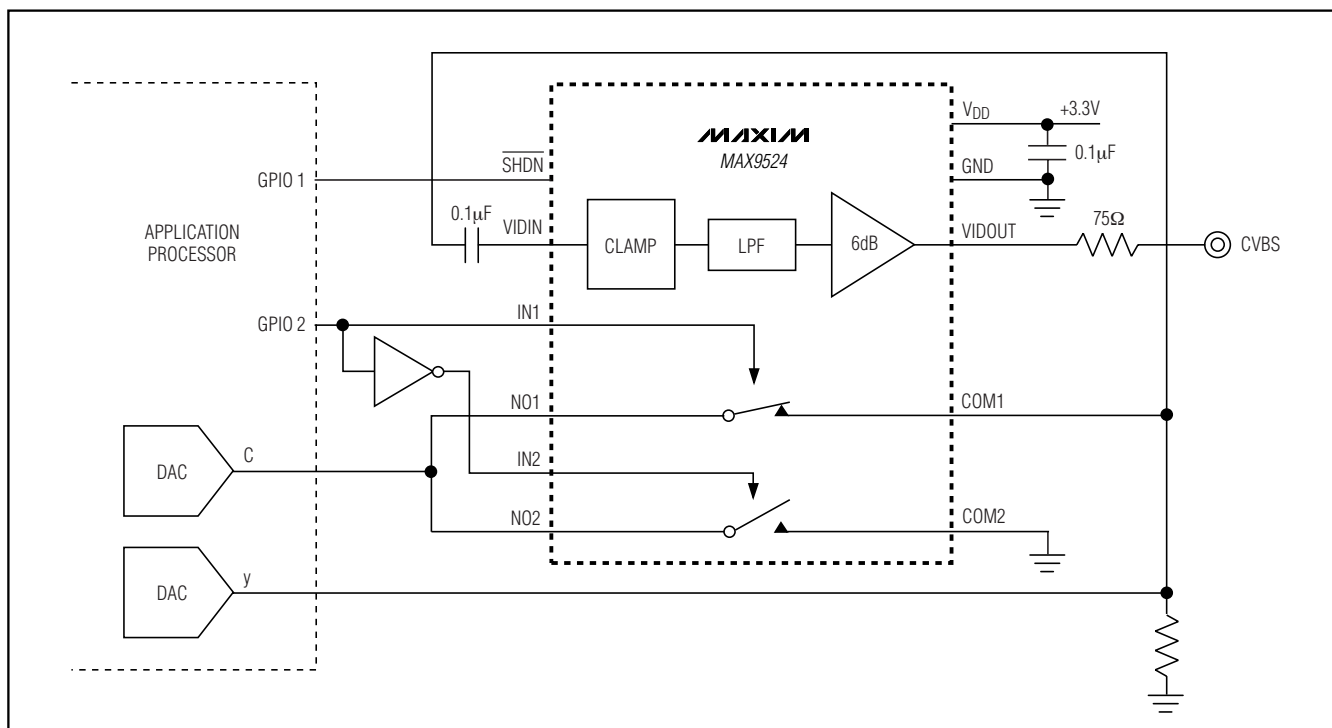 APPLICATION
PROCESSOR
GPIO 1
GPIO 2
DAC
C
DAC
y
0.1µF
SHDN
VIDIN
IN1
NO1
IN2
NO2
MAXIM
MAX9524
CLAMP
LPF
6dB
VDD
+3.3V
0.1µF
GND
VIDOUT
75Ω
CVBS
COM1
COM2